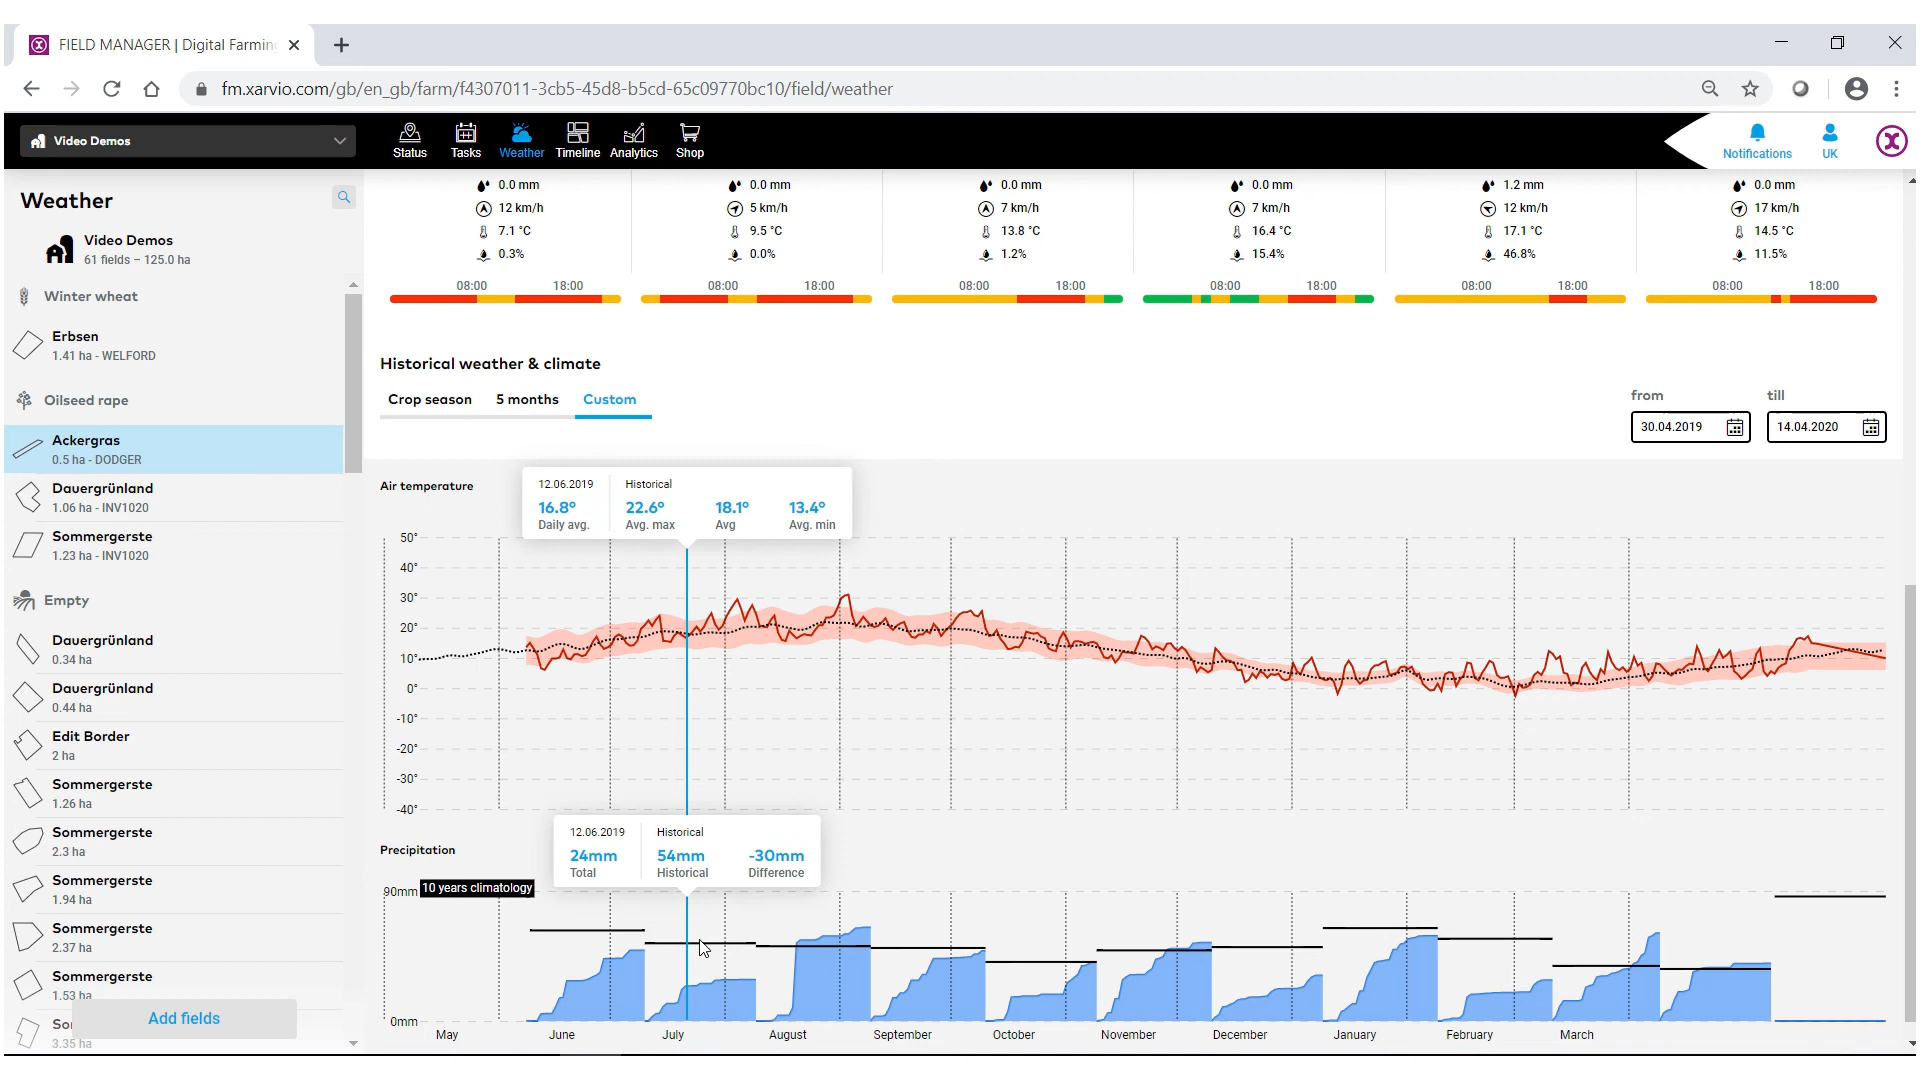 FIELD MANAGER | Digital Farmin
fm.xarvio.com/gb/en_gb/farm/f4307011-3cb5-45d8-b5cd-65c09770bc10/field/weather
Video Demos
Status
Tasks
Weather
Timeline
Analytics
Shop
Notifications
UK
Weather
Video Demos
61 fields – 125.0 ha
Winter wheat
Erbsen
1.41 ha - WELFORD
Oilseed rape
Ackergras
0.5 ha - DODGER
Dauergrünland
1.06 ha - INV1020
Sommergerste
1.23 ha - INV1020
Empty
Dauergrünland
0.34 ha
Dauergrünland
0.44 ha
Edit Border
2 ha
Sommergerste
1.26 ha
Sommergerste
2.3 ha
Sommergerste
1.94 ha
Sommergerste
2.37 ha
Sommergerste
1.53 ha
So
3.35 ha
Add fields
0.0 mm 0.0 mm 0.0 mm 0.0 mm 1.2 mm 0.0 mm
12 km/h 5 km/h 7 km/h 7 km/h 12 km/h 17 km/h
7.1 °C 9.5 °C 13.8 °C 16.4 °C 17.1 °C 14.5 °C
0.3% 0.0% 1.2% 15.4% 46.8% 11.5%
08:00 18:00 08:00 18:00 08:00 18:00 08:00 18:00 08:00 18:00 08:00 18:00
Historical weather & climate
Crop season 5 months Custom
from till
30.04.2019 14.04.2020
Air temperature
12.06.2019 Historical
16.8° 22.6° 18.1° 13.4°
Daily avg. Avg. max Avg Avg. min
50°
40°
30°
20°
10°
0°
-10°
-20°
-30°
-40°
Precipitation
12.06.2019 Historical
24mm 54mm -30mm
Total Historical Difference
90mm 10 years climatology
0mm
May June July August September October November December January February March